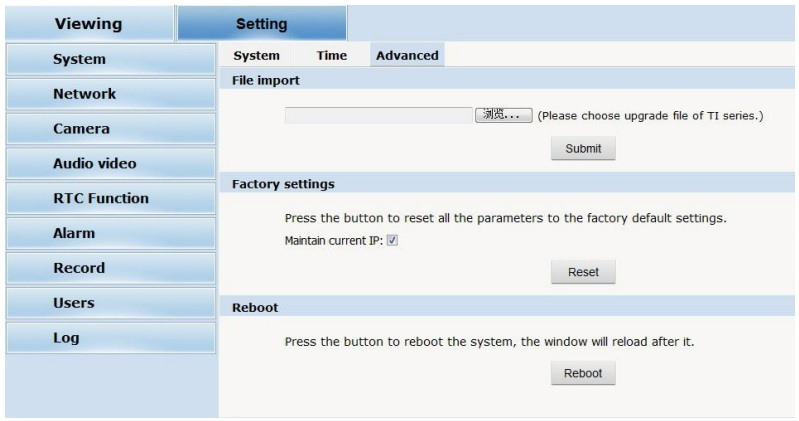 Viewing Setting
System Time Advanced
System
Network
Camera
Audio video
RTC Function
Alarm
Record
Users
Log
File import
浏览... (Please choose upgrade file of TI series.)
Submit
Factory settings
Press the button to reset all the parameters to the factory default settings.
Maintain current IP:
Reset
Reboot
Press the button to reboot the system, the window will reload after it.
Reboot